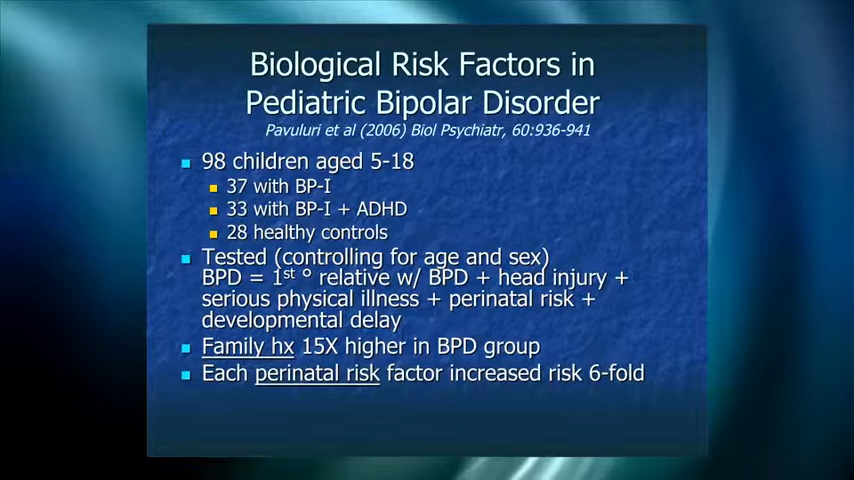 Biological Risk Factors in
Pediatric Bipolar Disorder
Pavuluri et al (2006) Biol Psychiatr, 60:936-941
98 children aged 5-18
37 with BP-I
33 with BP-I + ADHD
28 healthy controls
Tested (controlling for age and sex)
BPD = 1st ° relative w/ BPD + head injury +
serious physical illness + perinatal risk +
developmental delay
Family hx 15X higher in BPD group
Each perinatal risk factor increased risk 6-fold